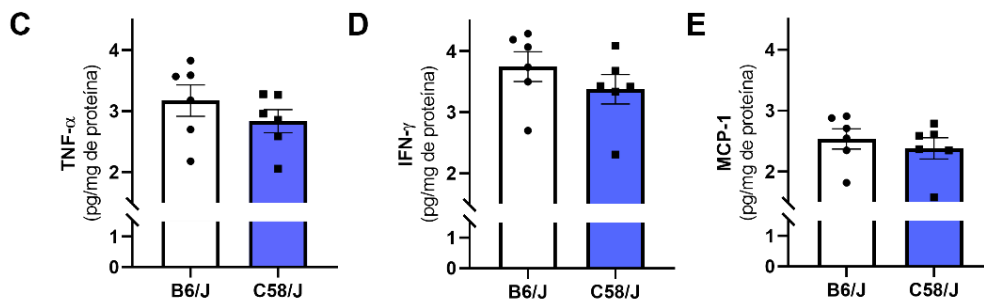 C
TNF-α
(pg/mg de proteína)
4
3
2
1
0
B6/J C58/J
D
IFN-γ
(pg/mg de proteína)
4
3
2
1
0
B6/J C58/J
E
MCP-1
(pg/mg de proteína)
4
3
2
1
0
B6/J C58/J